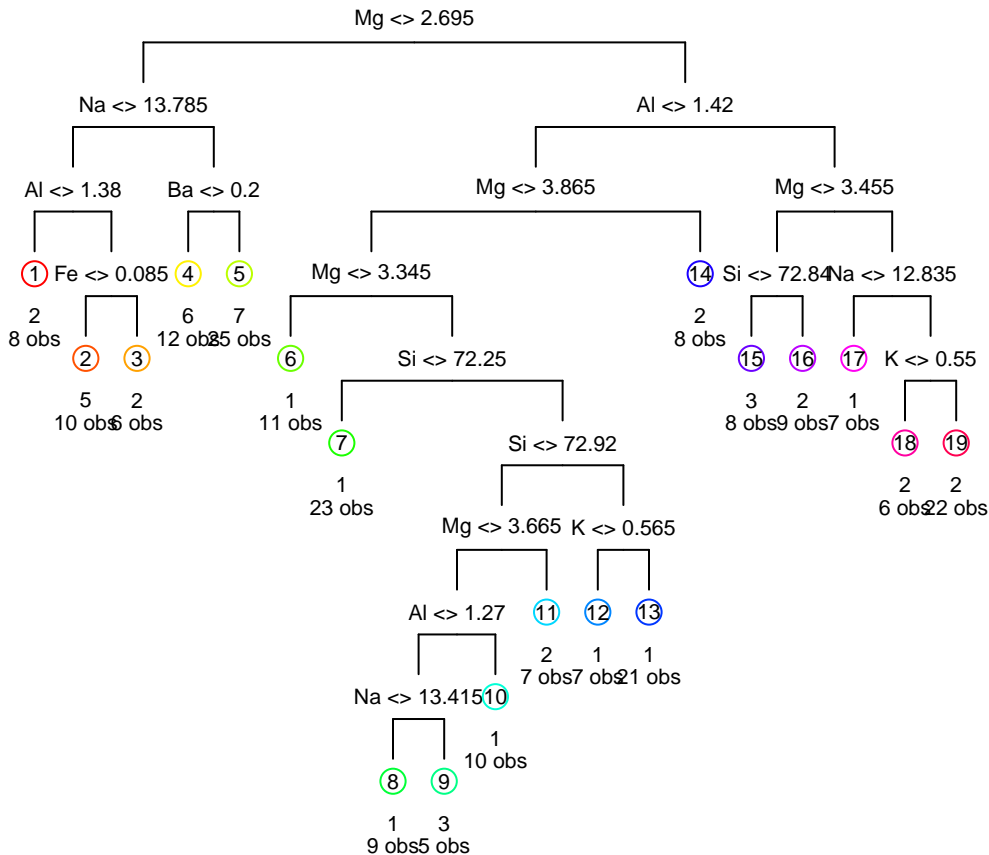 Mg <> 2.695
Na <> 13.785
Al <> 1.42
Al <> 1.38
Ba <> 0.2
Mg <> 3.865
Mg <> 3.455
1
Fe <> 0.085
4
5
Mg <> 3.345
14
Si <> 72.84
Na <> 12.835
2
8 obs
6
12 obs
7
25 obs
2
8 obs
2
3
6
Si <> 72.25
15
16
17
K <> 0.55
5
10 obs
2
6 obs
1
11 obs
3
8 obs
2
9 obs
1
7 obs
7
Si <> 72.92
18
19
1
23 obs
2
6 obs
2
22 obs
Mg <> 3.665
K <> 0.565
Al <> 1.27
11
12
13
2
7 obs
1
7 obs
1
21 obs
Na <> 13.415
10
1
10 obs
8
9
1
9 obs
3
5 obs